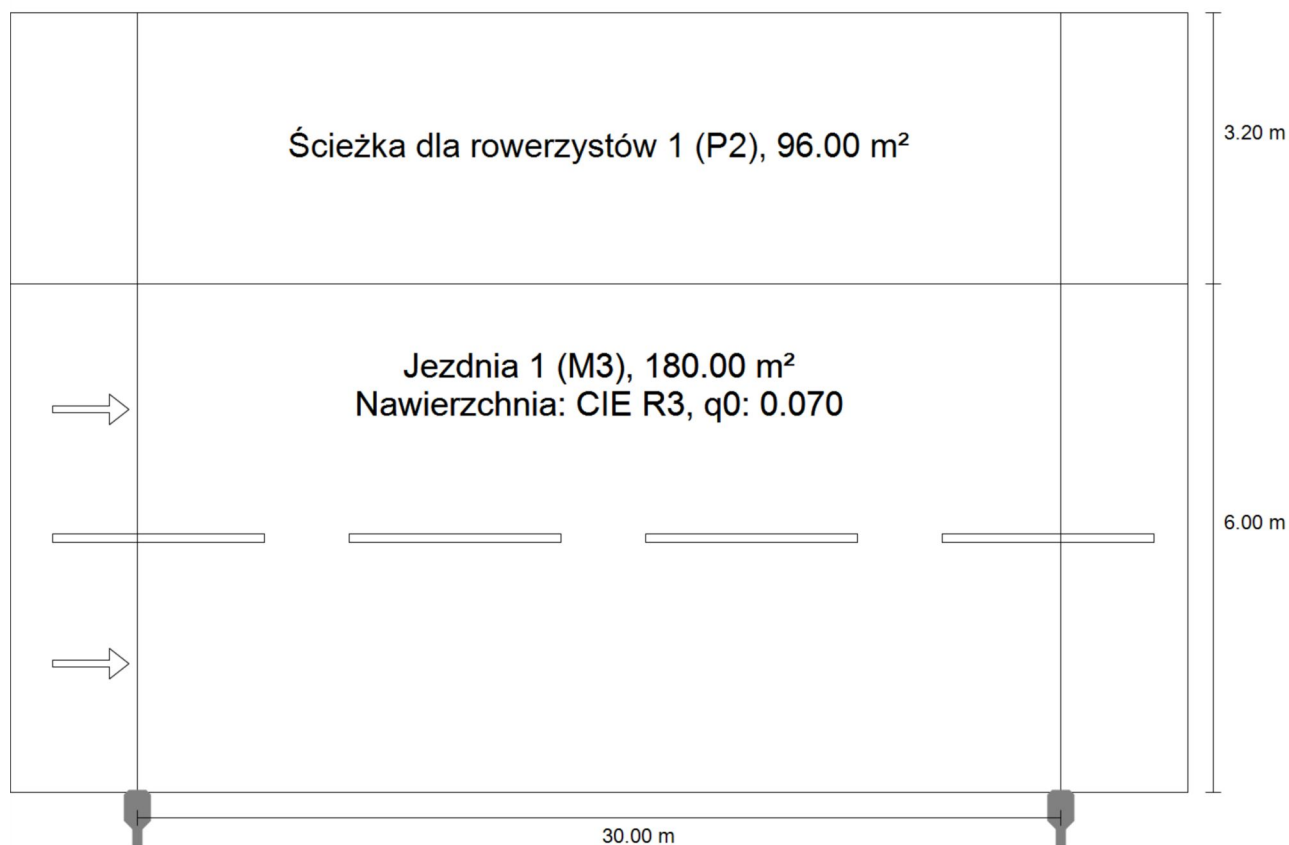 Ścieżka dla rowerzystów 1 (P2), 96.00 m²
3.20 m
Jezdnia 1 (M3), 180.00 m²
Nawierzchnia: CIE R3, q0: 0.070
6.00 m
30.00 m